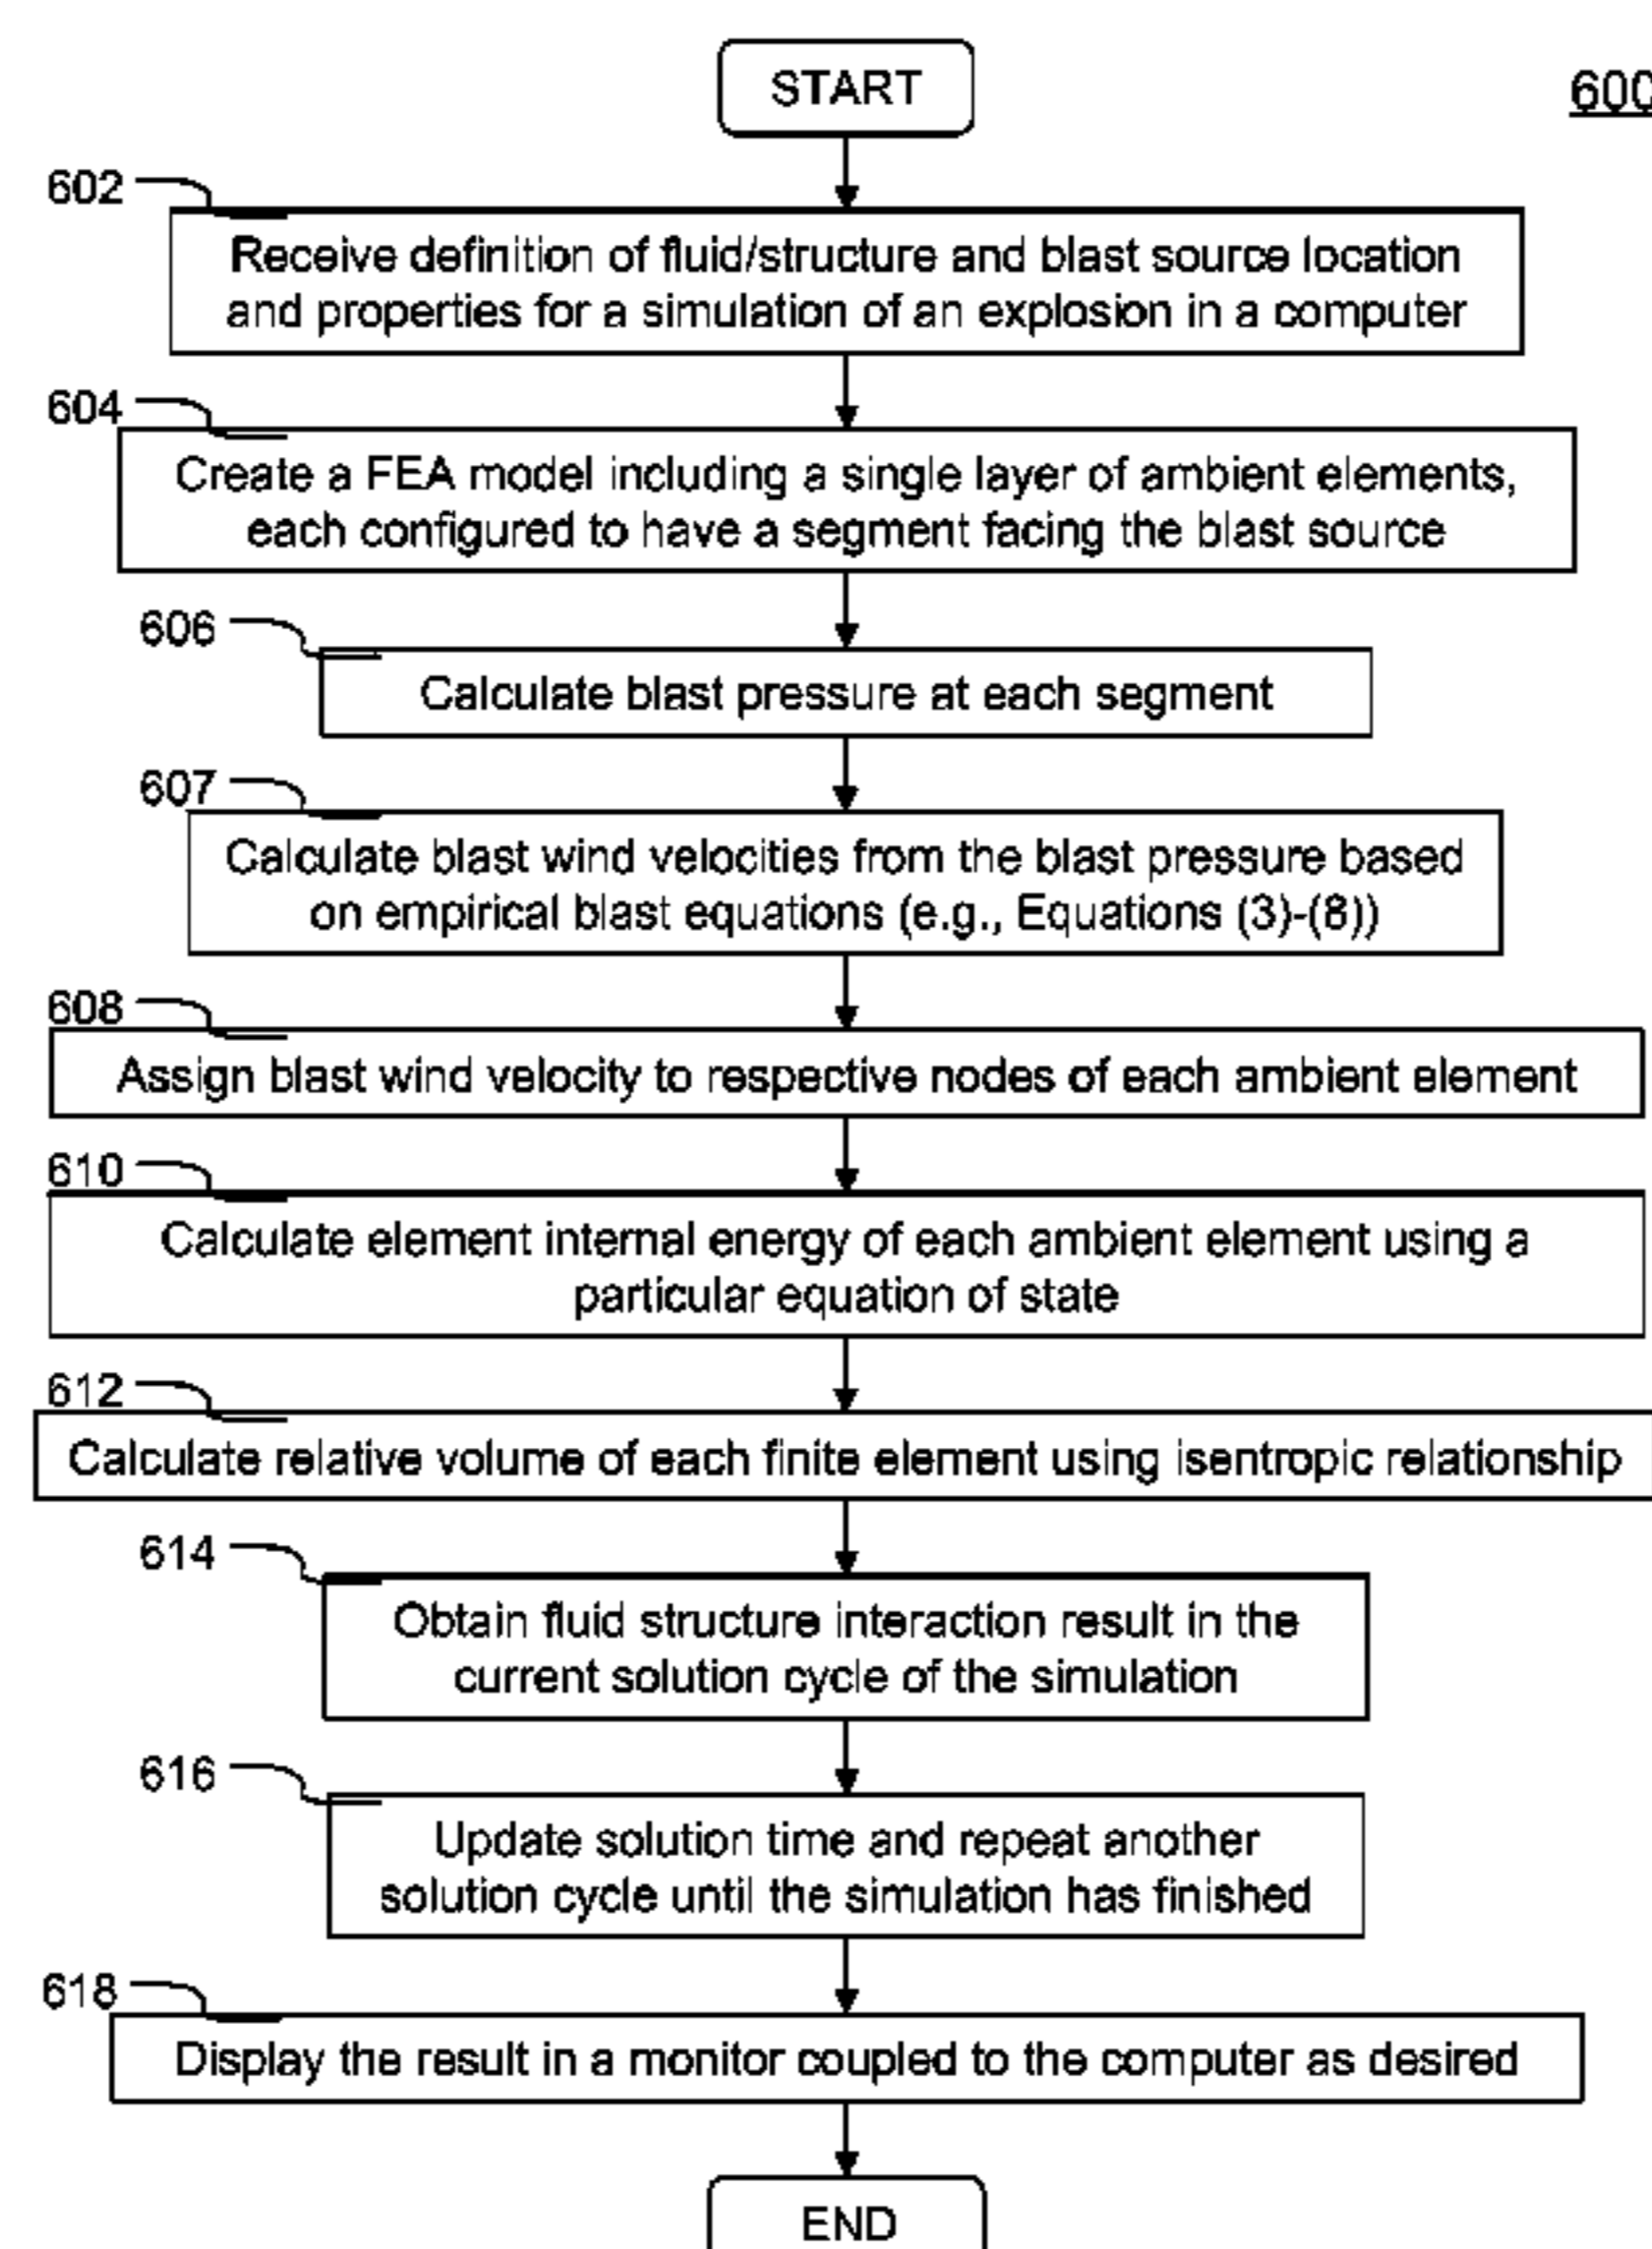 START
600
602
Receive definition of fluid/structure and blast source location
and properties for a simulation of an explosion in a computer
604
Create a FEA model including a single layer of ambient elements,
each configured to have a segment facing the blast source
606
Calculate blast pressure at each segment
607
Calculate blast wind velocities from the blast pressure based
on empirical blast equations (e.g., Equations (3)-(8))
608
Assign blast wind velocity to respective nodes of each ambient element
610
Calculate element internal energy of each ambient element using a
particular equation of state
612
Calculate relative volume of each finite element using isentropic relationship
614
Obtain fluid structure interaction result in the
current solution cycle of the simulation
616
Update solution time and repeat another
solution cycle until the simulation has finished
618
Display the result in a monitor coupled to the computer as desired
END